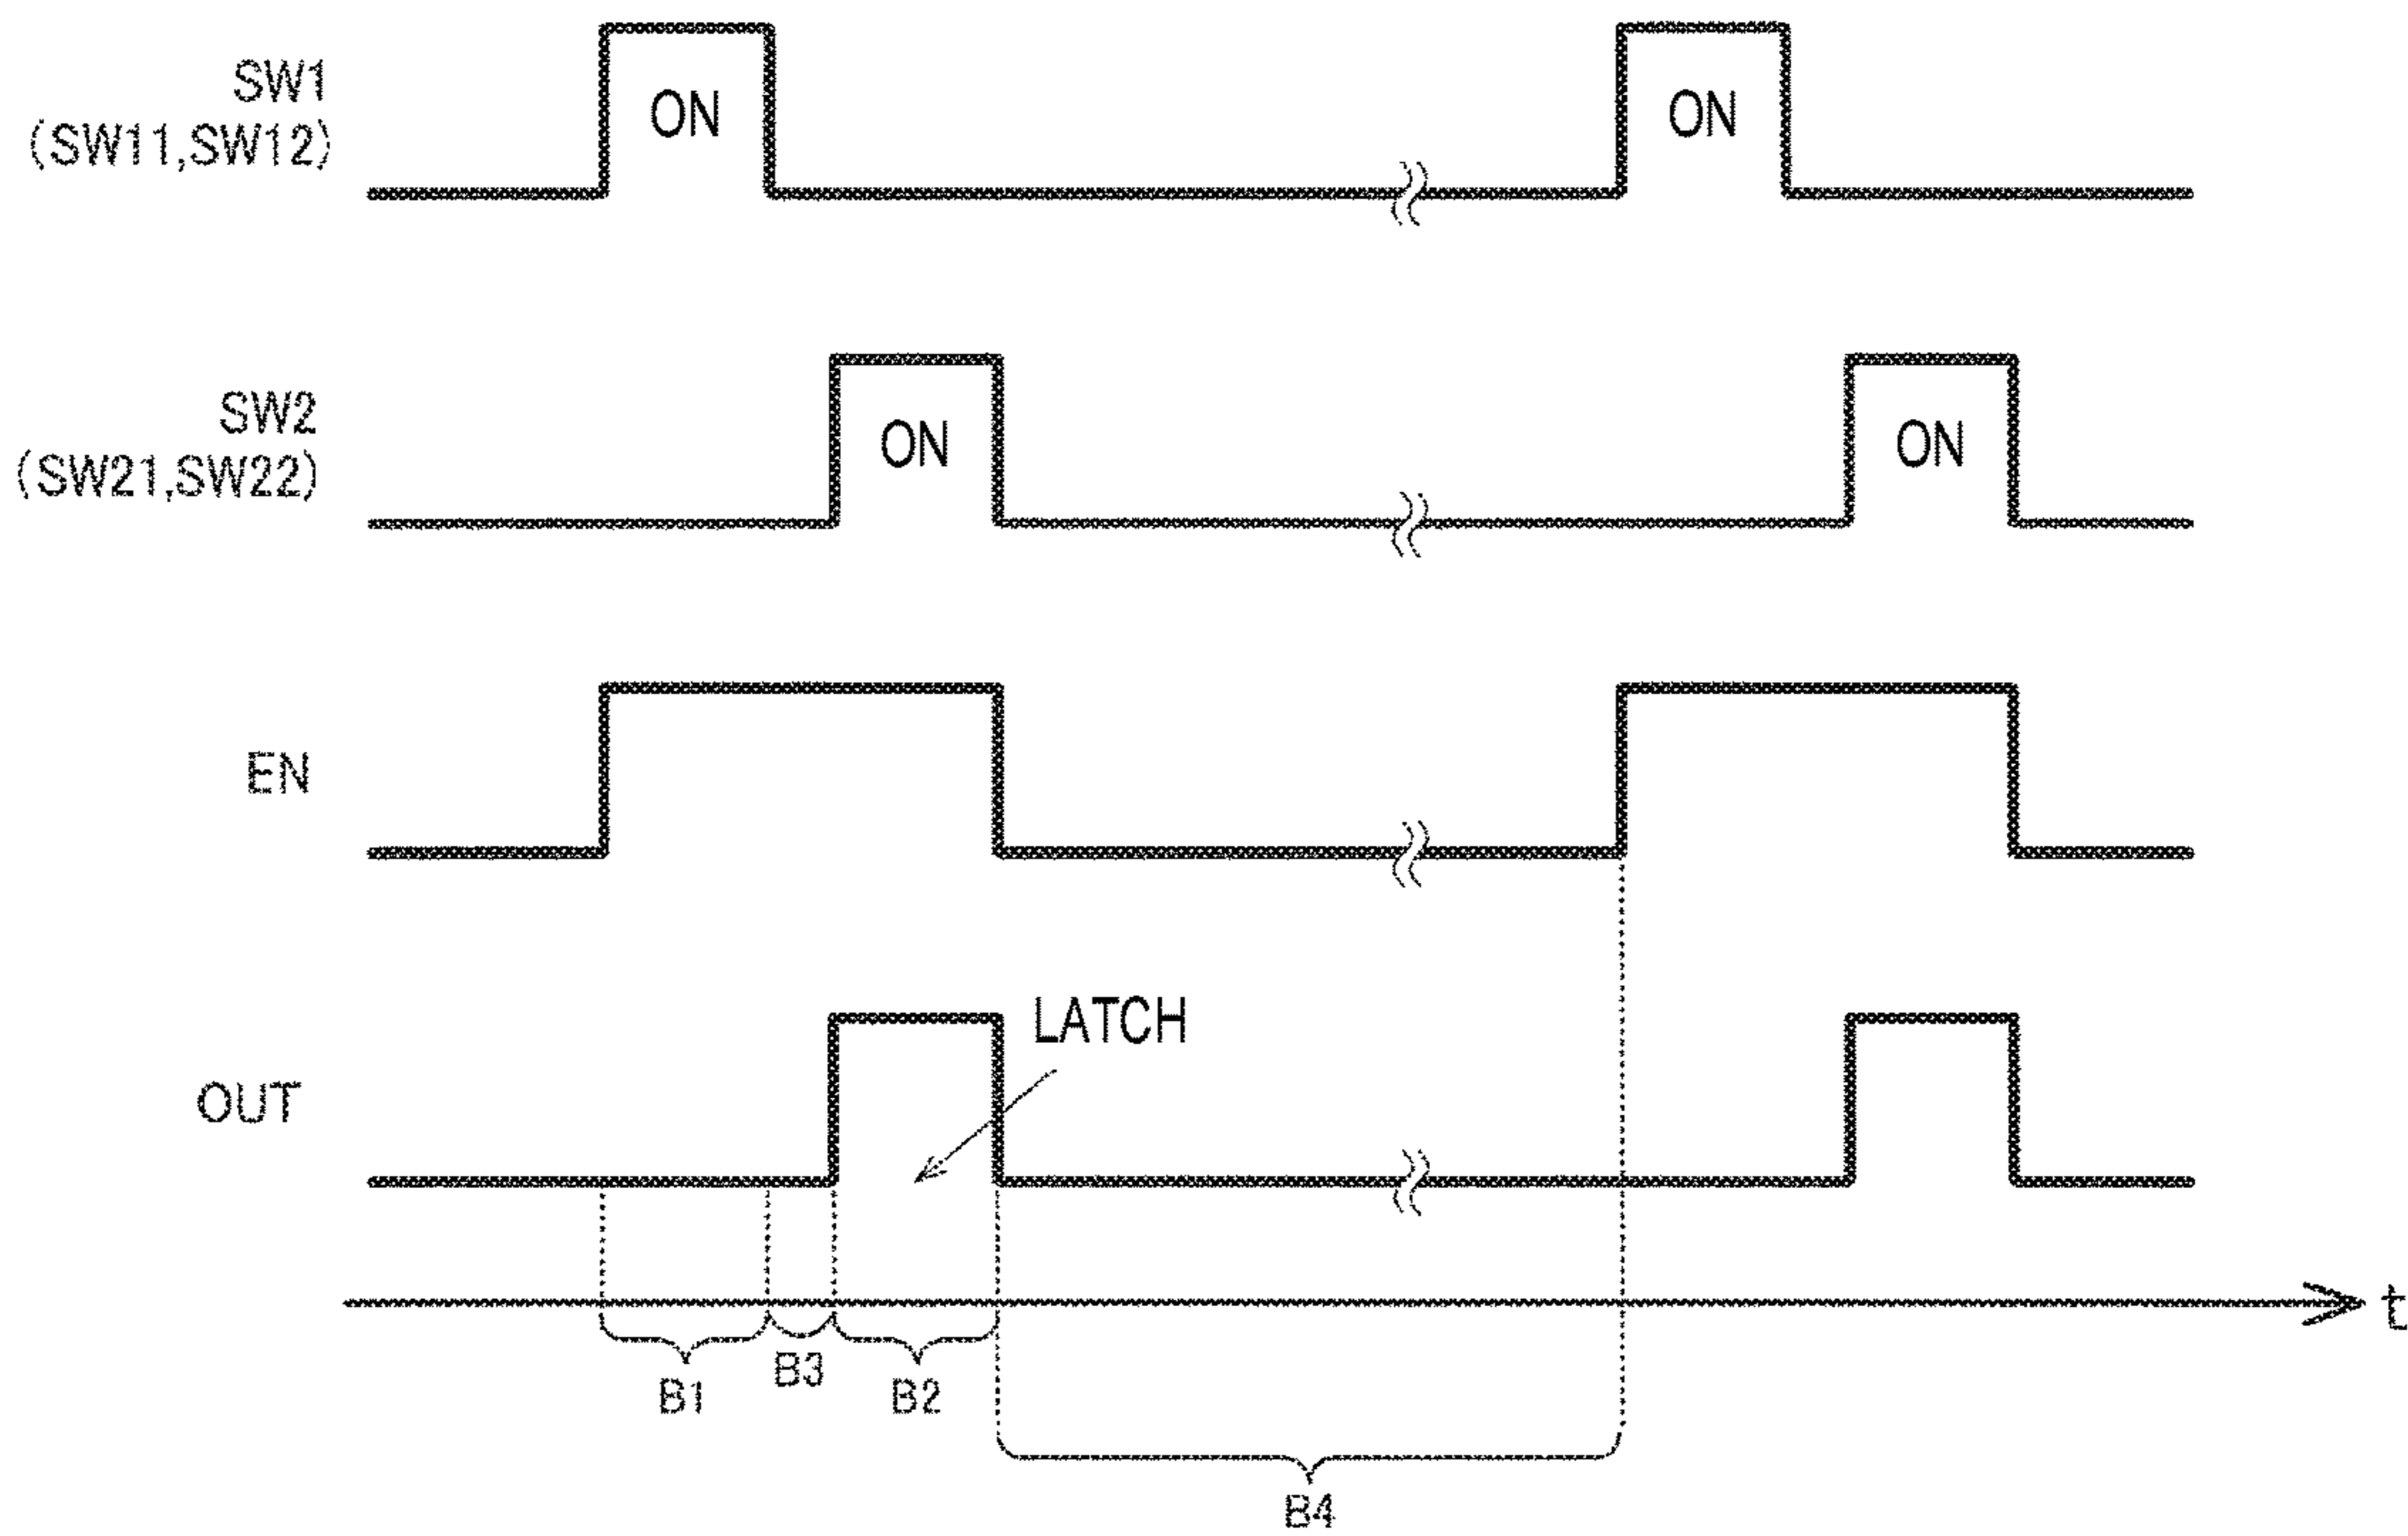 SW1
(SW11,SW12)
ON
ON
SW2
(SW21,SW22)
ON
ON
EN
OUT
LATCH
t
B1
B3
B2
B4